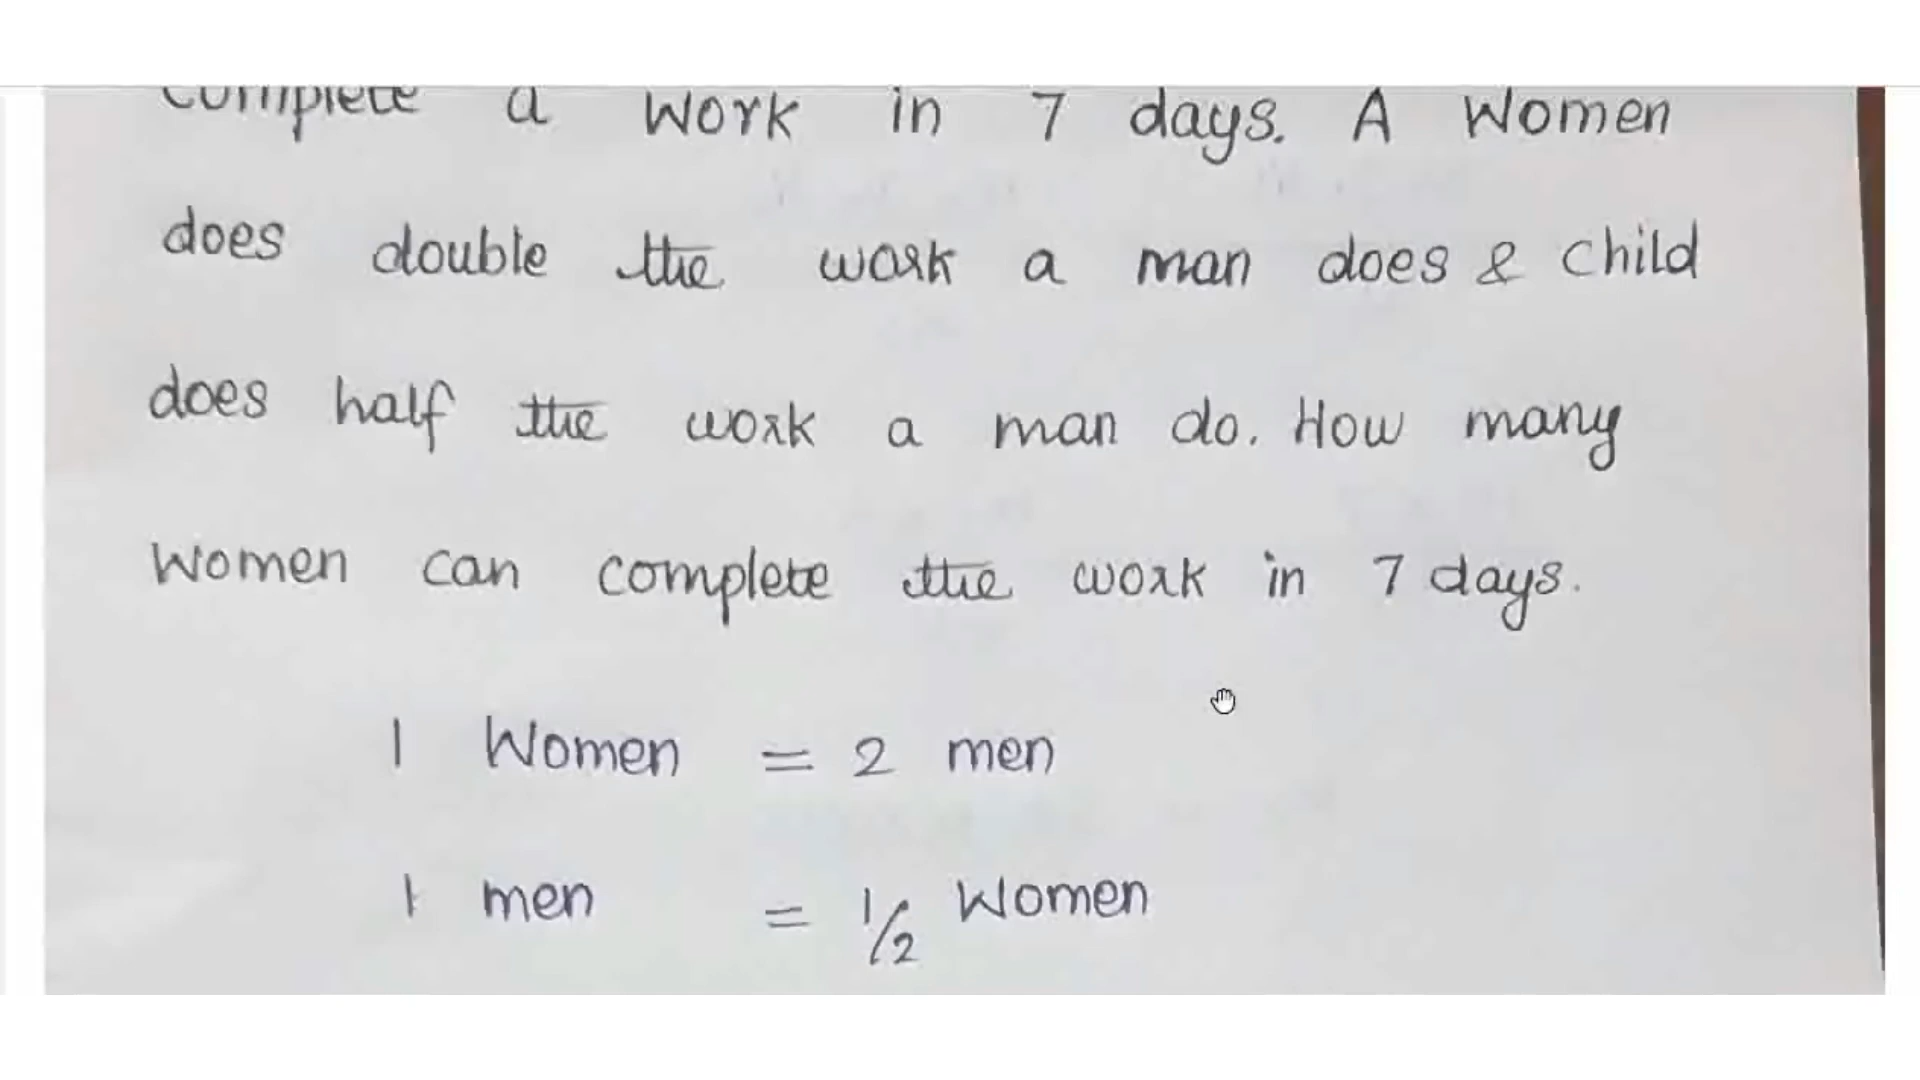 complete a work in 7 days. A Women
does double the work a man does & child
does half the work a man do. How many
Women can complete the work in 7 days.
1 Women = 2 men
1 men = 1/2 Women